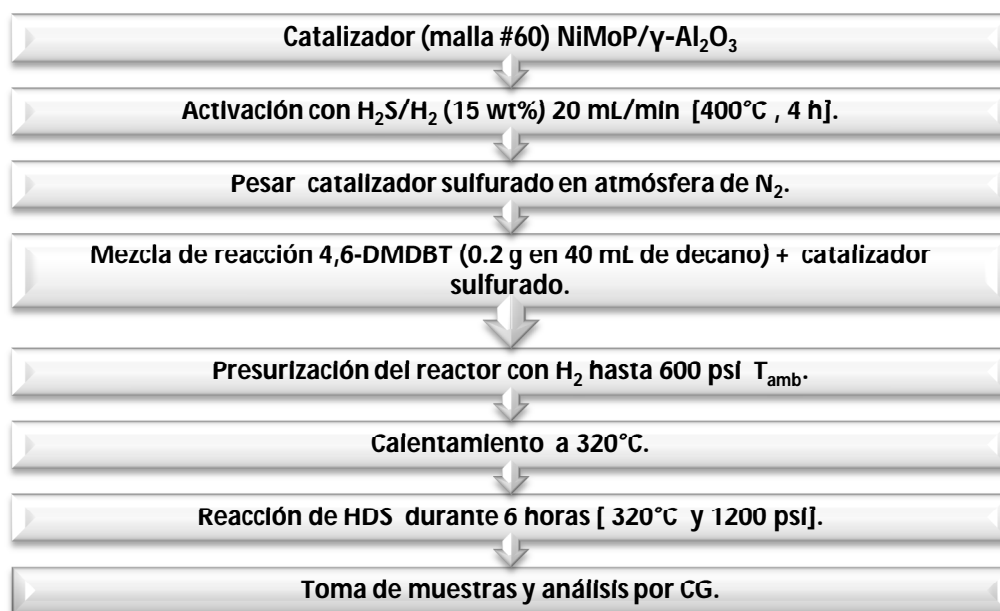 Catalizador (malla #60) NiMoP/γ-Al₂O₃
Activación con H₂S/H₂ (15 wt%) 20 mL/min [400°C , 4 h].
Pesar catalizador sulfurado en atmósfera de N₂.
Mezcla de reacción 4,6-DMDBT (0.2 g en 40 mL de decano) + catalizador
sulfurado.
Presurización del reactor con H₂ hasta 600 psi T_amb.
Calentamiento a 320°C.
Reacción de HDS durante 6 horas [ 320°C y 1200 psi].
Toma de muestras y análisis por CG.